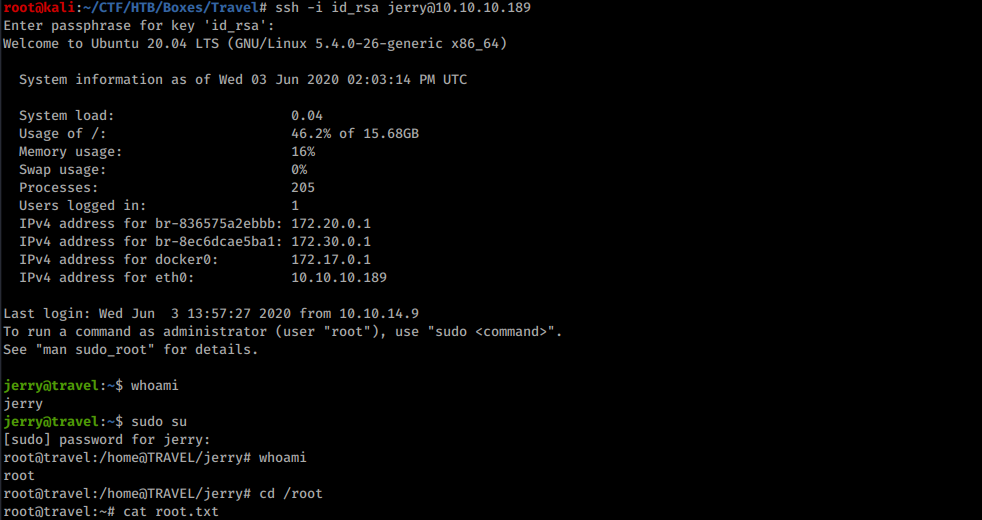 root@kali:~/CTF/HTB/Boxes/Travel# ssh -i id_rsa jerry@10.10.10.189
Enter passphrase for key 'id_rsa':
Welcome to Ubuntu 20.04 LTS (GNU/Linux 5.4.0-26-generic x86_64)
System information as of Wed 03 Jun 2020 02:03:14 PM UTC
System load: 0.04
Usage of /: 46.2% of 15.68GB
Memory usage: 16%
Swap usage: 0%
Processes: 205
Users logged in: 1
IPv4 address for br-836575a2ebbb: 172.20.0.1
IPv4 address for br-8ec6dcae5ba1: 172.30.0.1
IPv4 address for docker0: 172.17.0.1
IPv4 address for eth0: 10.10.10.189
Last login: Wed Jun  3 13:57:27 2020 from 10.10.14.9
To run a command as administrator (user "root"), use "sudo <command>".
See "man sudo_root" for details.
jerry@travel:~$ whoami
jerry
jerry@travel:~$ sudo su
[sudo] password for jerry:
root@travel:/home@TRAVEL/jerry# whoami
root
root@travel:/home@TRAVEL/jerry# cd /root
root@travel:~# cat root.txt